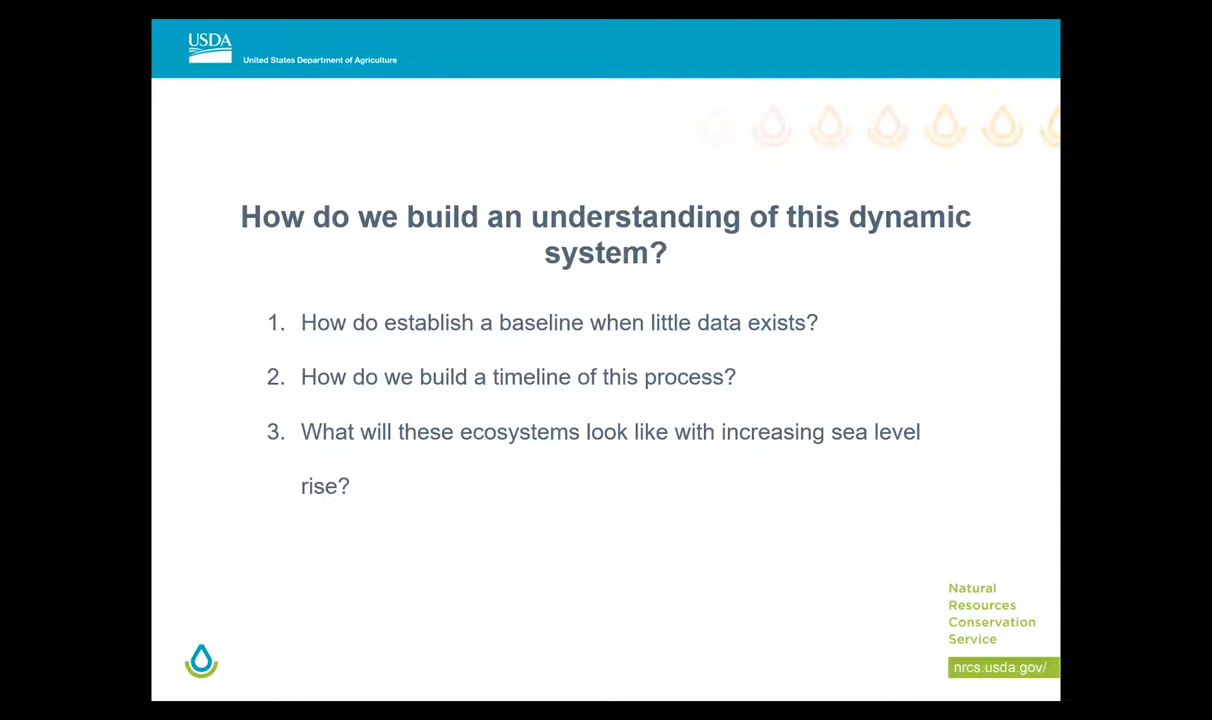 USDA
United States Department of Agriculture
How do we build an understanding of this dynamic
system?
1. How do establish a baseline when little data exists?
2. How do we build a timeline of this process?
3. What will these ecosystems look like with increasing sea level
rise?
Natural
Resources
Conservation
Service
nrcs.usda.gov/